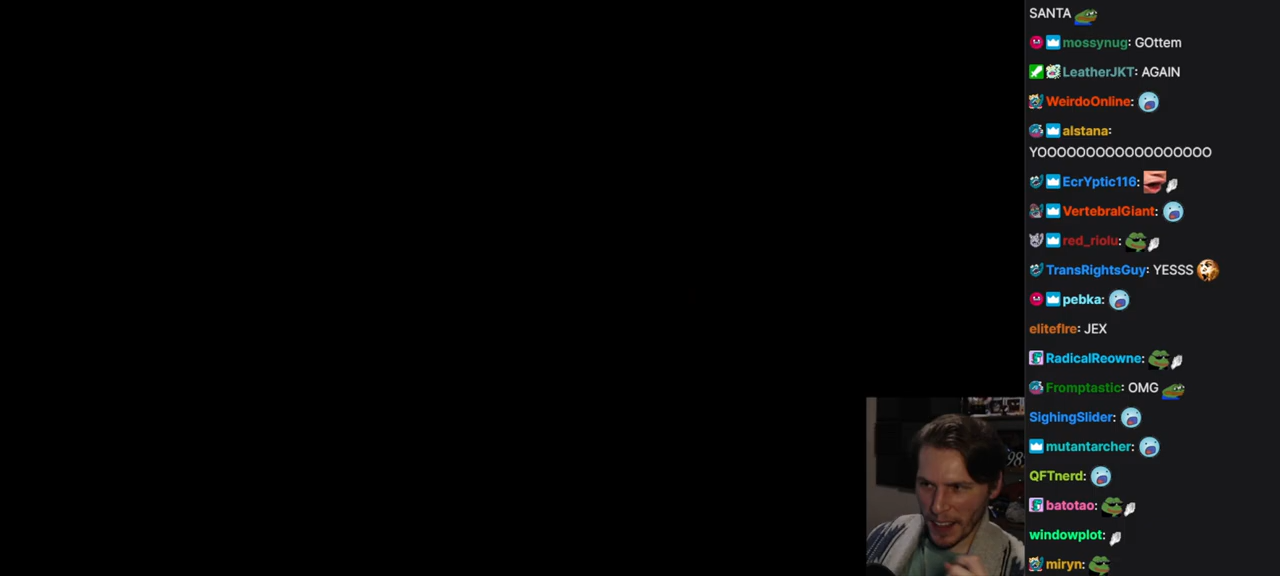 SANTA
mossynug: GOttem
LeatherJKT: AGAIN
WeirdoOnline:
alstana:
YOOOOOOOOOOOOOOOOOO
EcrYptic116:
VertebralGiant:
red_riolu:
TransRightsGuy: YESSS
pebka:
elitefire: JEX
RadicalReowne:
Fromptastic: OMG
SighingSlider:
mutantarcher:
QFTnerd:
batotao:
windowplot:
miryn:
98